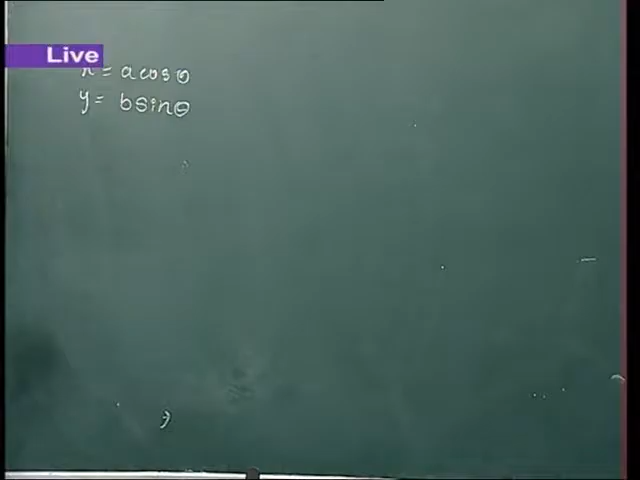 Live
x = a cos θ
y = b sin θ